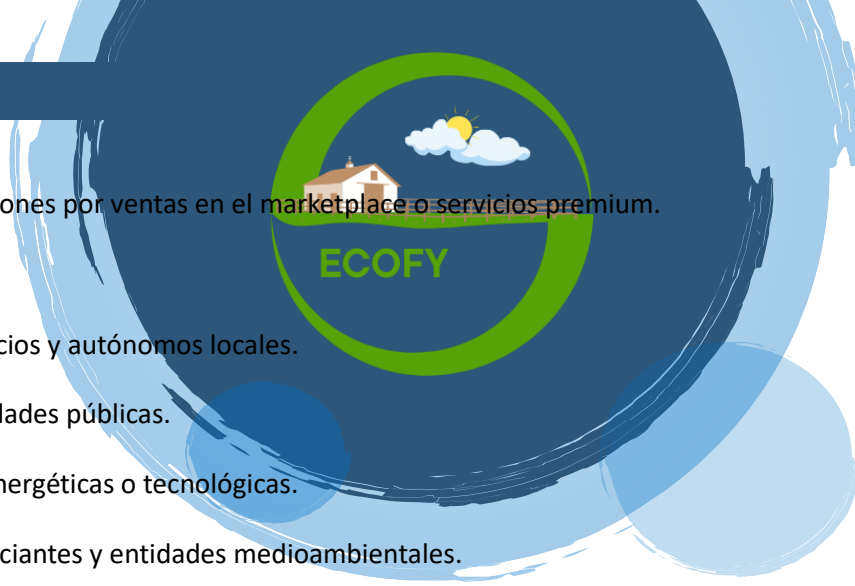 ones por ventas en el marketplace o servicios premium.
ECOFY
cios y autónomos locales.
dades públicas.
nergéticas o tecnológicas.
ciantes y entidades medioambientales.